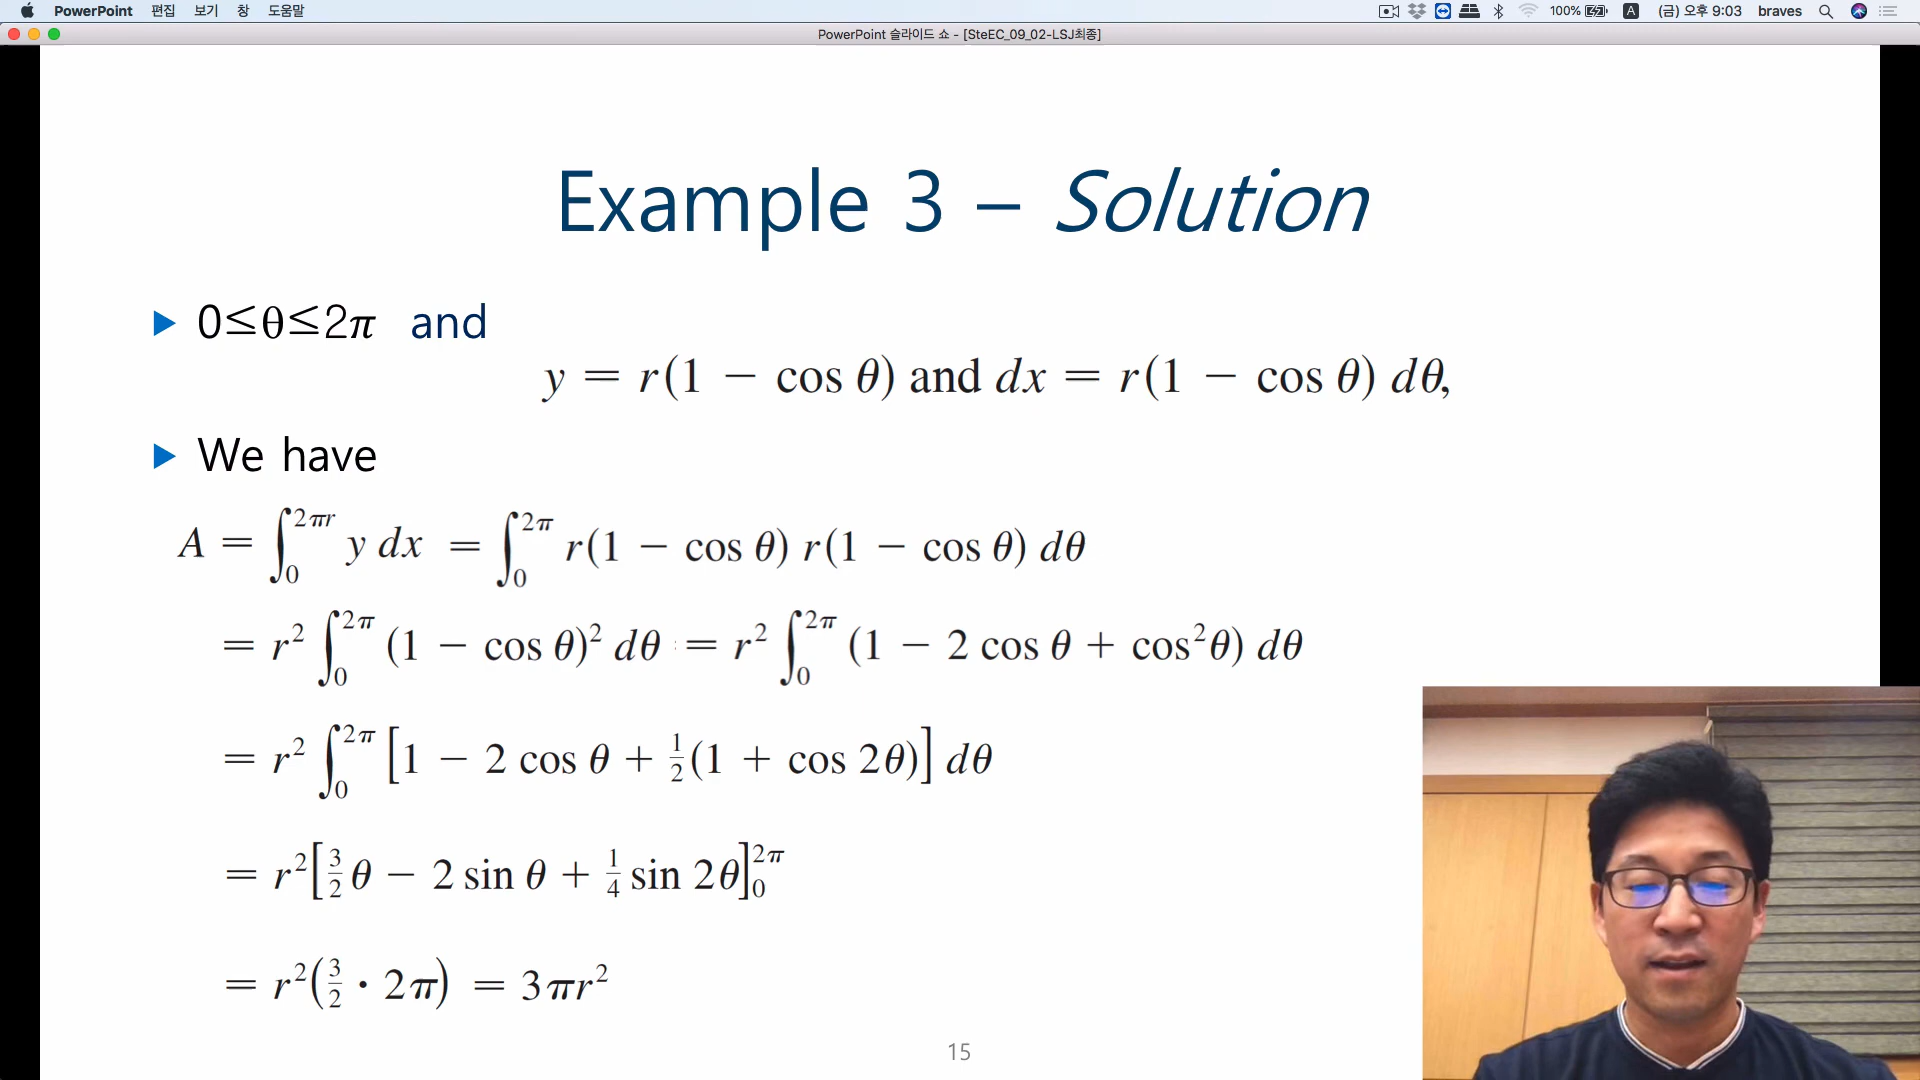 PowerPoint 편집 보기 창 도움말 100% A (금) 오후 9:03 braves
PowerPoint 슬라이드 쇼 - [SteEC_09_02-LSJ최종]
Example 3 – Solution
0≤θ≤2π and
y = r(1 − cos θ) and dx = r(1 − cos θ) dθ,
We have
A = ∫₀^{2πr} y dx = ∫₀^{2π} r(1 − cos θ) r(1 − cos θ) dθ
= r² ∫₀^{2π} (1 − cos θ)² dθ = r² ∫₀^{2π} (1 − 2 cos θ + cos²θ) dθ
= r² ∫₀^{2π} [1 − 2 cos θ + ½(1 + cos 2θ)] dθ
= r²[3/2 θ − 2 sin θ + ¼ sin 2θ]₀^{2π}
= r²(3/2 · 2π) = 3πr²
15